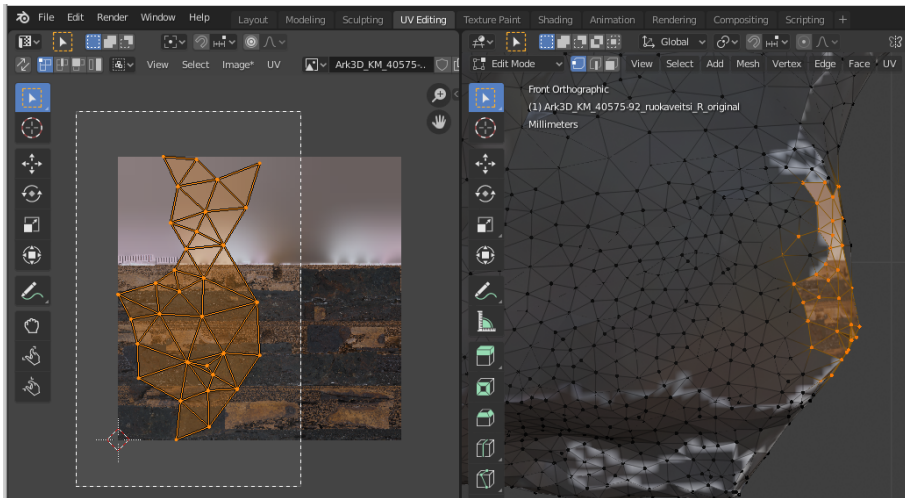 File Edit Render Window Help Layout Modeling Sculpting UV Editing Texture Paint Shading Animation Rendering Compositing Scripting +
Global
View Select Image* UV Ark3D_KM_40575-..
Edit Mode View Select Add Mesh Vertex Edge Face UV
Front Orthographic
(1) Ark3D_KM_40575-92_ruokaveitsi_R_original
Millimeters